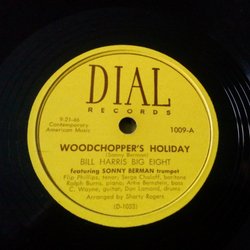 DIAL
RECORDS
9-21-46
Contemporary
American Music
1009-A
WOODCHOPPER'S HOLIDAY
(Sonny Berman)
BILL HARRIS BIG EIGHT
featuring SONNY BERMAN trumpet
Flip Phillips, tenor; Serge Chaloff, baritone
Ralph Burns, piano; Artie Bernstein, bass
C. Wayne, guitar; Don Lamond, drums
Arranged by Shorty Rogers
(D-1033)